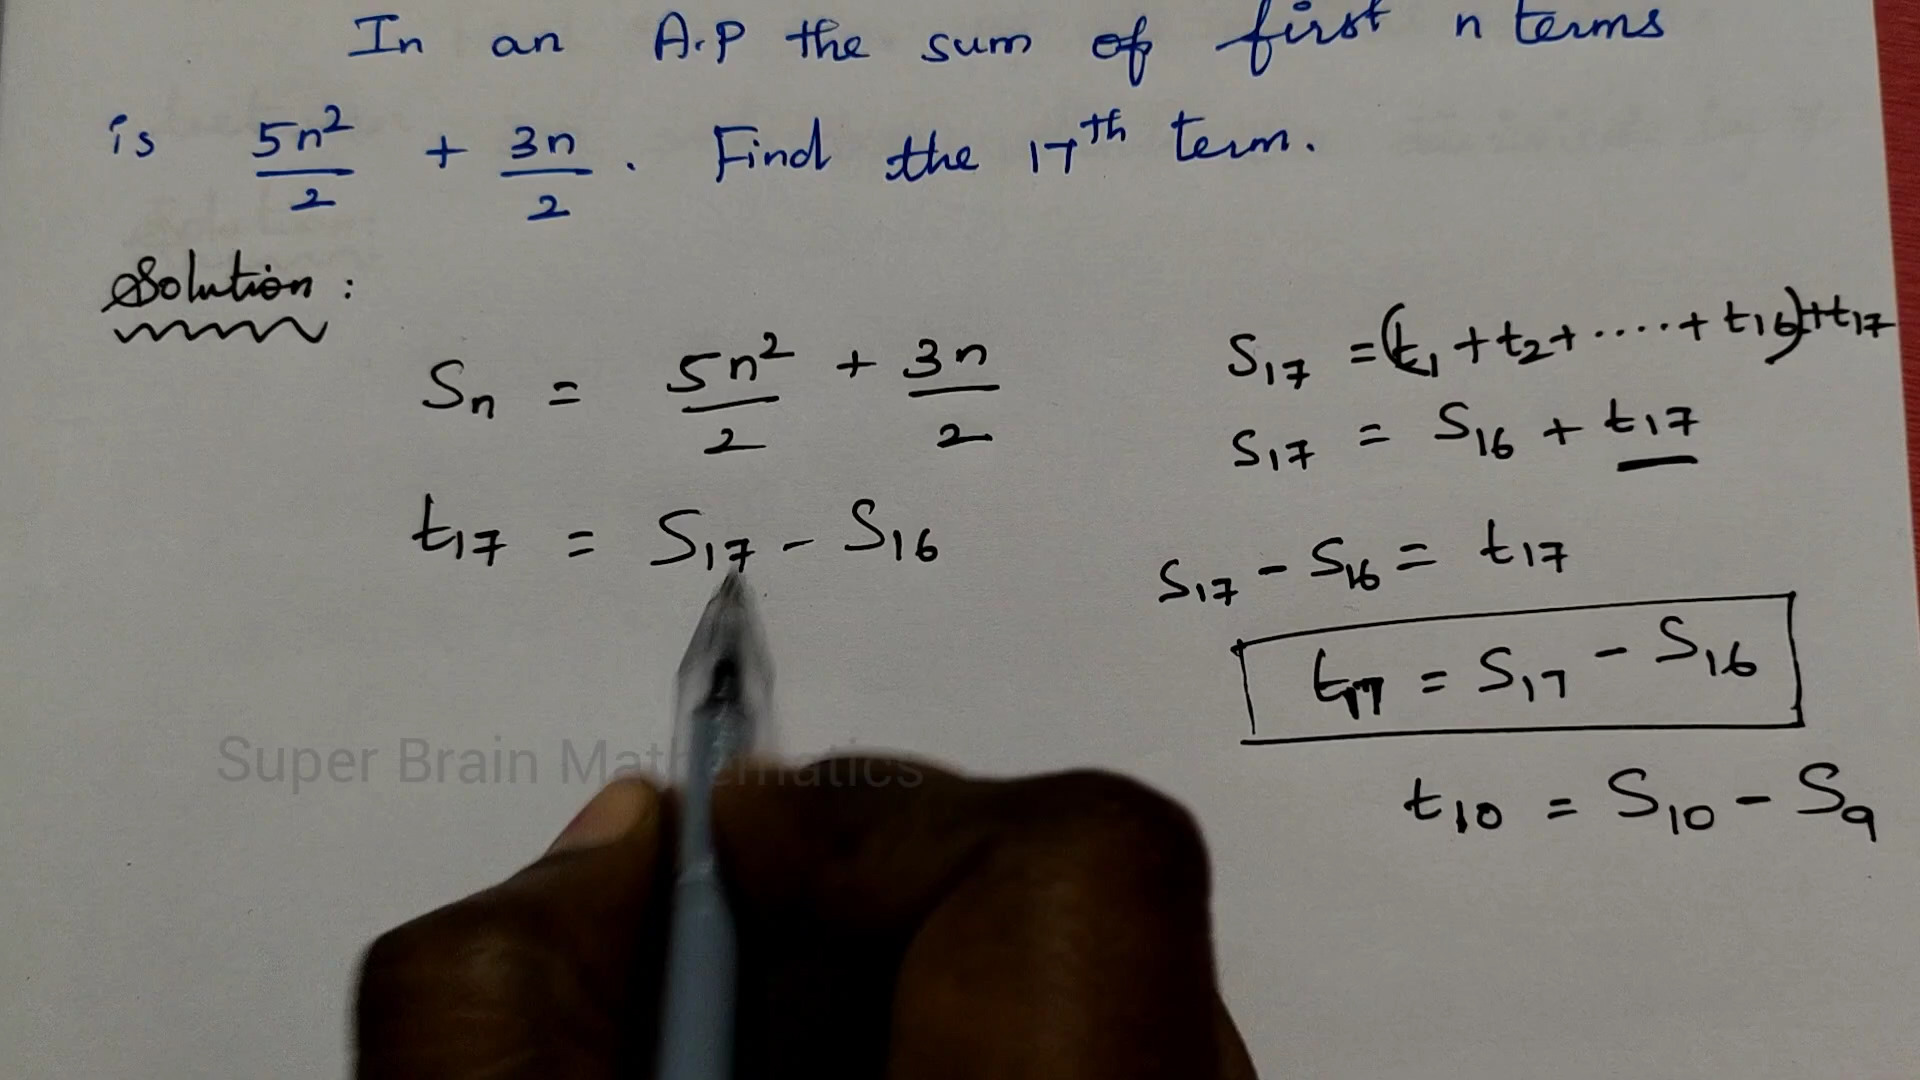 In an A.P the sum of first n terms
is 5n²/2 + 3n/2 . Find the 17th term.
Solution :
Sn = 5n²/2 + 3n/2
t17 = S17 - S16
S17 = (t1 + t2 + ..... + t16) + t17
S17 = S16 + t17
S17 - S16 = t17
t17 = S17 - S16
t10 = S10 - S9
Super Brain Mathematics